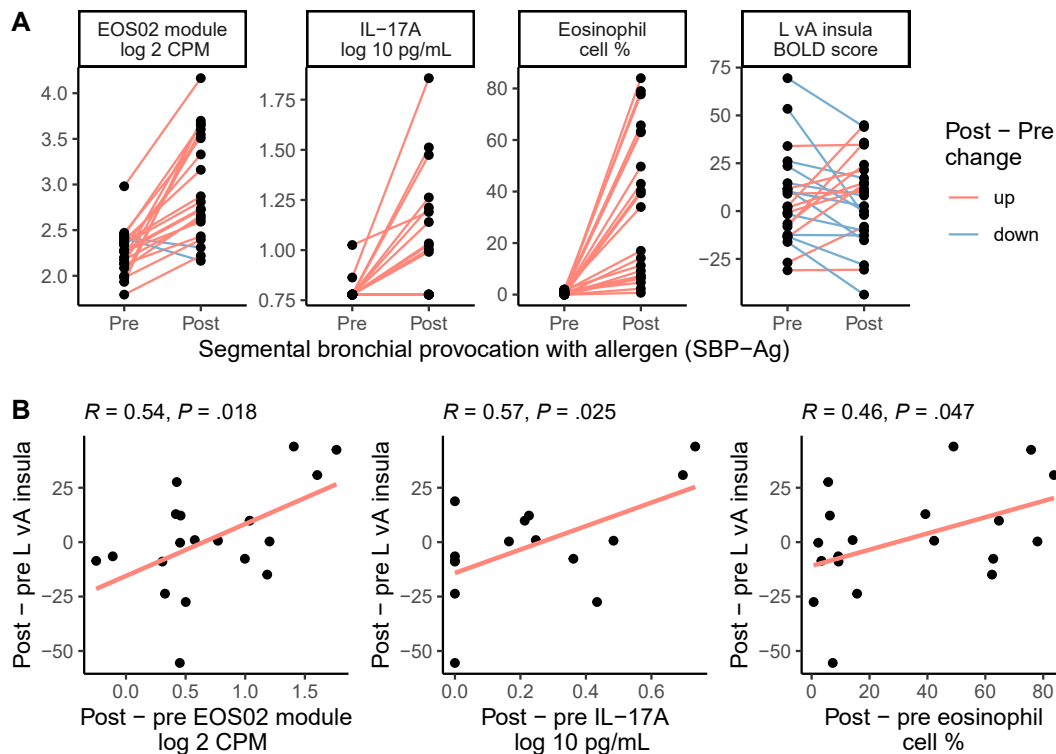 A
EOS02 module
log 2 CPM
IL−17A
log 10 pg/mL
Eosinophil
cell %
L vA insula
BOLD score
4.0
3.5
3.0
2.5
2.0
Pre
Post
1.75
1.50
1.25
1.00
0.75
Pre
Post
80
60
40
20
0
Pre
Post
75
50
25
0
−25
Pre
Post
Segmental bronchial provocation with allergen (SBP−Ag)
Post − Pre
change
up
down
B
R = 0.54, P = .018
Post − pre L vA insula
25
0
−25
−50
0.0
0.5
1.0
1.5
Post − pre EOS02 module
log 2 CPM
R = 0.57, P = .025
Post − pre L vA insula
25
0
−25
−50
0.0
0.2
0.4
0.6
Post − pre IL−17A
log 10 pg/mL
R = 0.46, P = .047
Post − pre L vA insula
25
0
−25
−50
0
20
40
60
80
Post − pre eosinophil
cell %